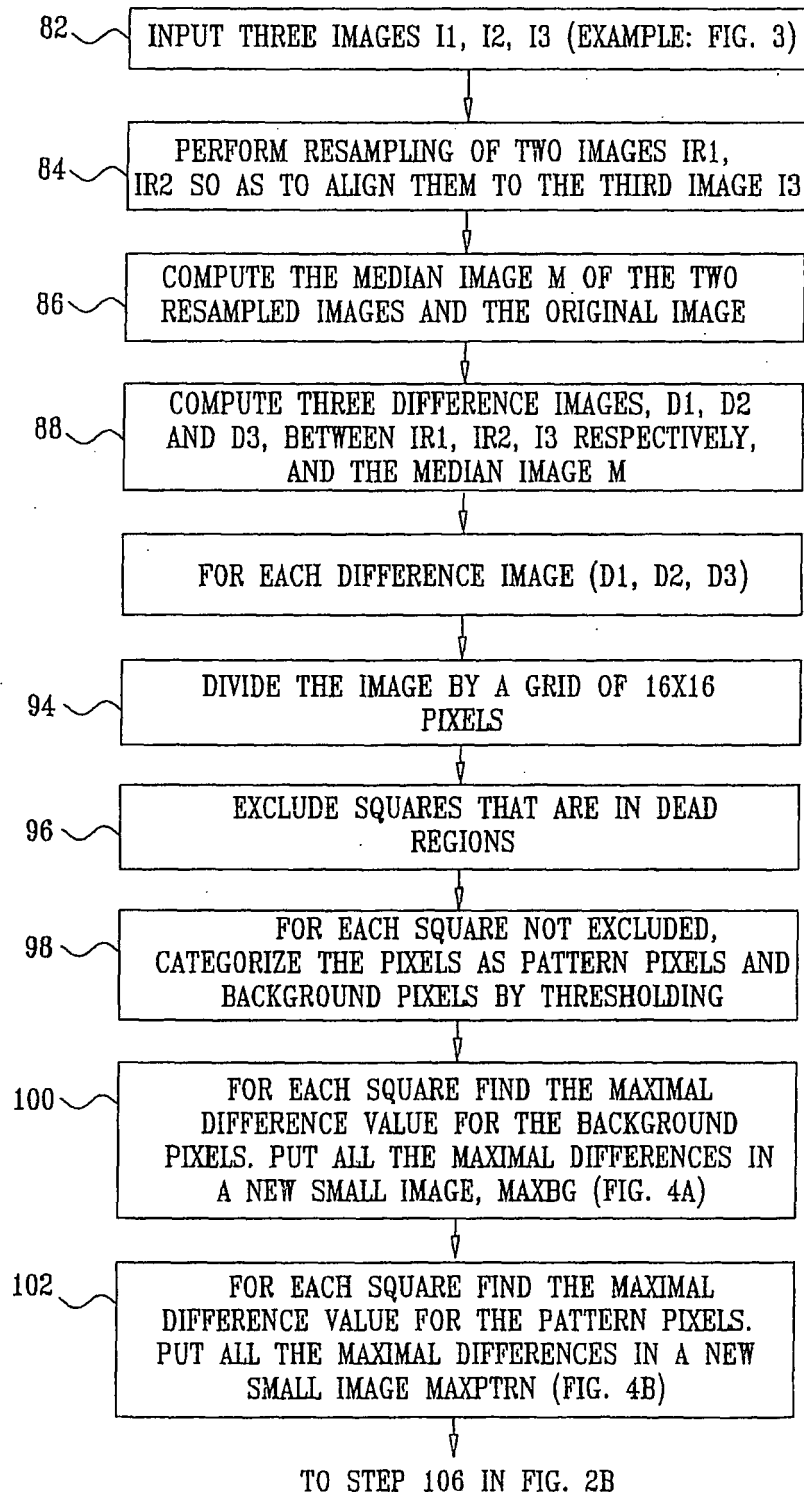 82
INPUT THREE IMAGES I1, I2, I3 (EXAMPLE: FIG. 3)
84
PERFORM RESAMPLING OF TWO IMAGES IR1,
IR2 SO AS TO ALIGN THEM TO THE THIRD IMAGE I3
86
COMPUTE THE MEDIAN IMAGE M OF THE TWO
RESAMPLED IMAGES AND THE ORIGINAL IMAGE
88
COMPUTE THREE DIFFERENCE IMAGES, D1, D2
AND D3, BETWEEN IR1, IR2, I3 RESPECTIVELY,
AND THE MEDIAN IMAGE M
FOR EACH DIFFERENCE IMAGE (D1, D2, D3)
94
DIVIDE THE IMAGE BY A GRID OF 16X16
PIXELS
96
EXCLUDE SQUARES THAT ARE IN DEAD
REGIONS
98
FOR EACH SQUARE NOT EXCLUDED,
CATEGORIZE THE PIXELS AS PATTERN PIXELS AND
BACKGROUND PIXELS BY THRESHOLDING
100
FOR EACH SQUARE FIND THE MAXIMAL
DIFFERENCE VALUE FOR THE BACKGROUND
PIXELS. PUT ALL THE MAXIMAL DIFFERENCES IN
A NEW SMALL IMAGE, MAXBG (FIG. 4A)
102
FOR EACH SQUARE FIND THE MAXIMAL
DIFFERENCE VALUE FOR THE PATTERN PIXELS.
PUT ALL THE MAXIMAL DIFFERENCES IN A NEW
SMALL IMAGE MAXPTRN (FIG. 4B)
TO STEP 106 IN FIG. 2B